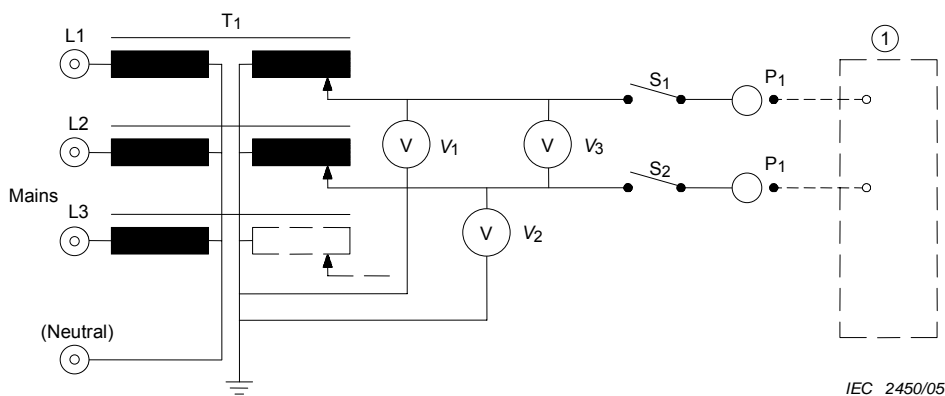 T1
L1
1
S1
P1
L2
V
V1
V
V3
S2
P1
Mains
L3
V
V2
(Neutral)
IEC 2450/05